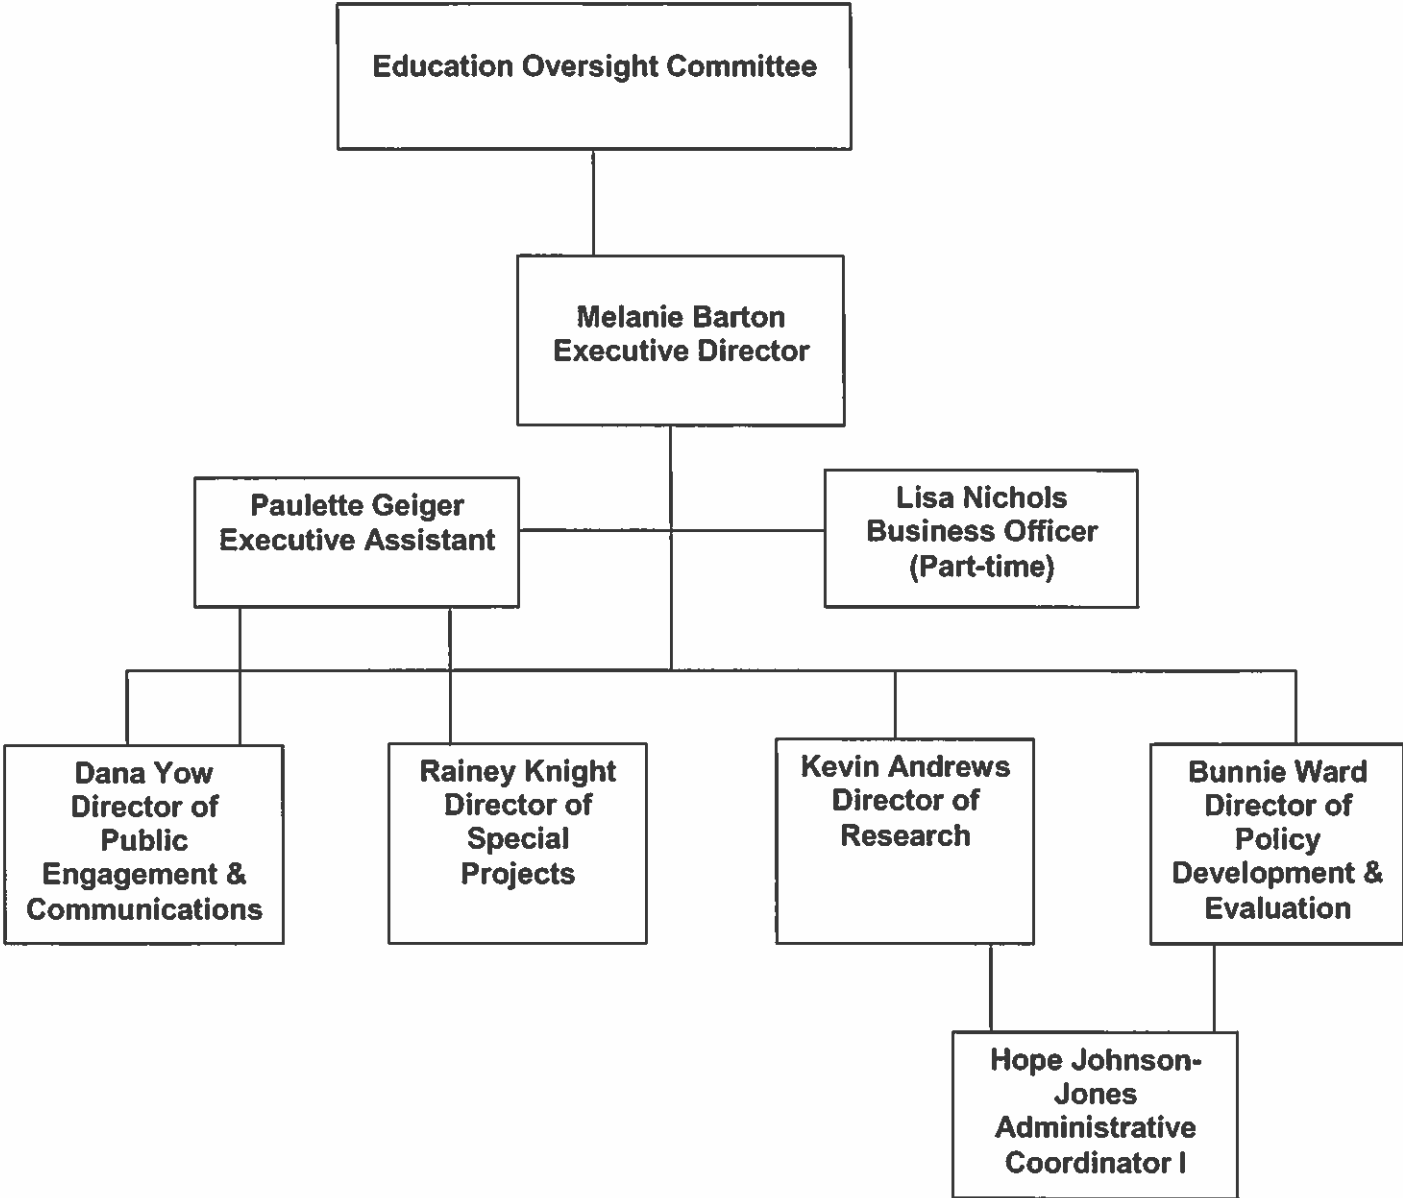 Education Oversight Committee
Melanie Barton
Executive Director
Paulette Geiger
Executive Assistant
Lisa Nichols
Business Officer
(Part-time)
Dana Yow
Director of
Public
Engagement &
Communications
Rainey Knight
Director of
Special
Projects
Kevin Andrews
Director of
Research
Bunnie Ward
Director of
Policy
Development &
Evaluation
Hope Johnson-
Jones
Administrative
Coordinator I